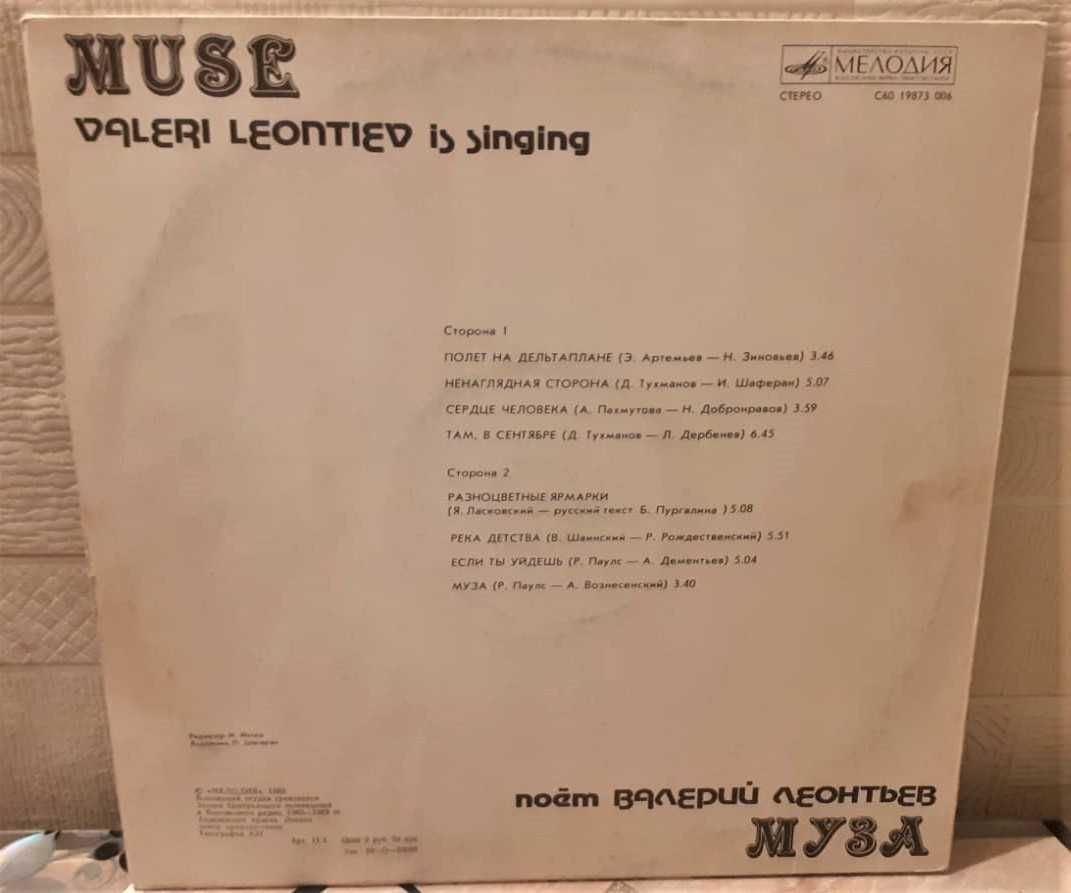 MUSE
VALERI LEONTIEV is singing
МЕЛОДИЯ
СТЕРЕО С60 19873 006
Сторона 1
ПОЛЕТ НА ДЕЛЬТАПЛАНЕ (Э. Артемьев — Н. Зиновьев) 3.46
НЕНАГЛЯДНАЯ СТОРОНА (Д. Тухманов — И. Шаферан) 5.07
СЕРДЦЕ ЧЕЛОВЕКА (А. Пахмутова — Н. Добронравов) 3.59
ТАМ, В СЕНТЯБРЕ (Д. Тухманов — Л. Дербенев) 6.45
Сторона 2
РАЗНОЦВЕТНЫЕ ЯРМАРКИ
(Я. Ласковский — русский текст Б. Пургалина ) 5.08
РЕКА ДЕТСТВА (В. Шаинский — Р. Рождественский) 5.51
ЕСЛИ ТЫ УЙДЕШЬ (Р. Паулс — А. Дементьев) 5.04
МУЗА (Р. Паулс — А. Вознесенский) 3.40
Редактор
© «МЕЛОДИЯ»
поёт ВАЛЕРИЙ ЛЕОНТЬЕВ
МУЗА